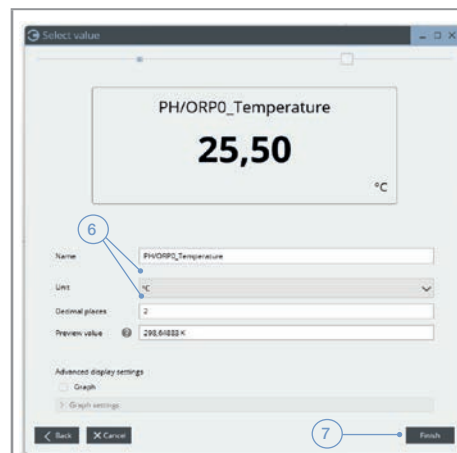 Select value
PH/ORP0_Temperature
25,50
°C
6
Name PH/ORP0_Temperature
Unit °C
Decimal places 2
Preview value ? 298,64883 K
Advanced display settings
Graph
> Graph settings
< Back X Cancel 7 Finish